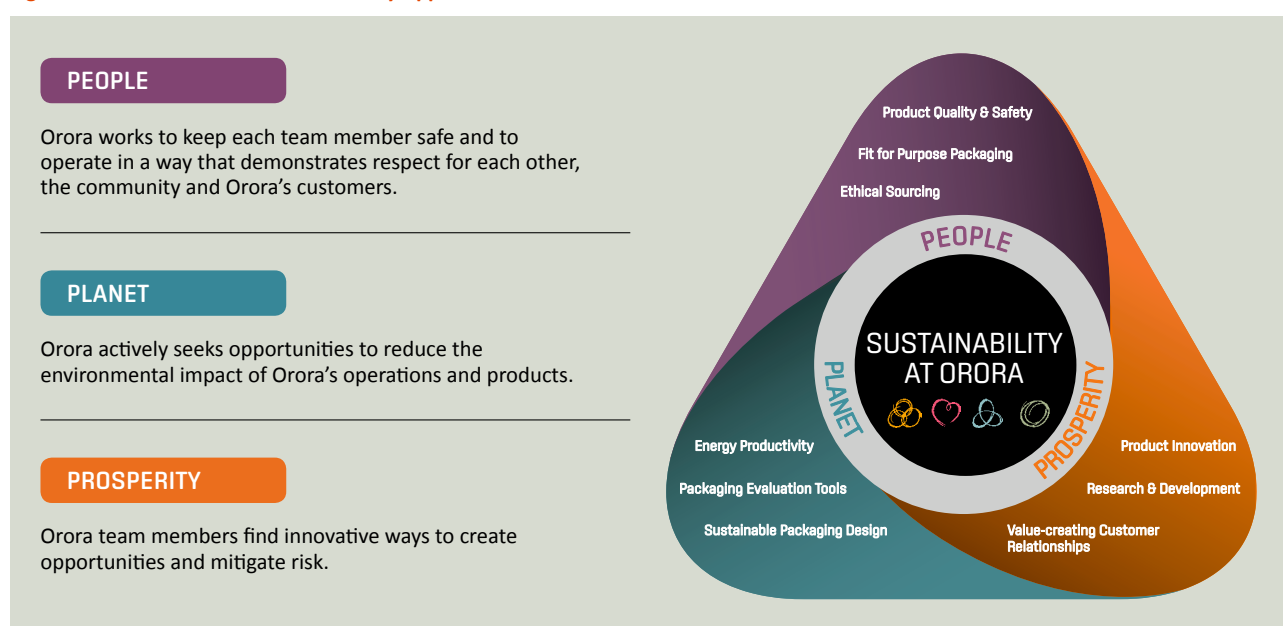 PEOPLE
Orora works to keep each team member safe and to
operate in a way that demonstrates respect for each other,
the community and Orora's customers.
PLANET
Orora actively seeks opportunities to reduce the
environmental impact of Orora's operations and products.
PROSPERITY
Orora team members find innovative ways to create
opportunities and mitigate risk.
Product Quality & Safety
Fit for Purpose Packaging
Ethical Sourcing
PEOPLE
SUSTAINABILITY
AT ORORA
PLANET
PROSPERITY
Energy Productivity
Packaging Evaluation Tools
Sustainable Packaging Design
Product Innovation
Research & Development
Value-creating Customer
Relationships